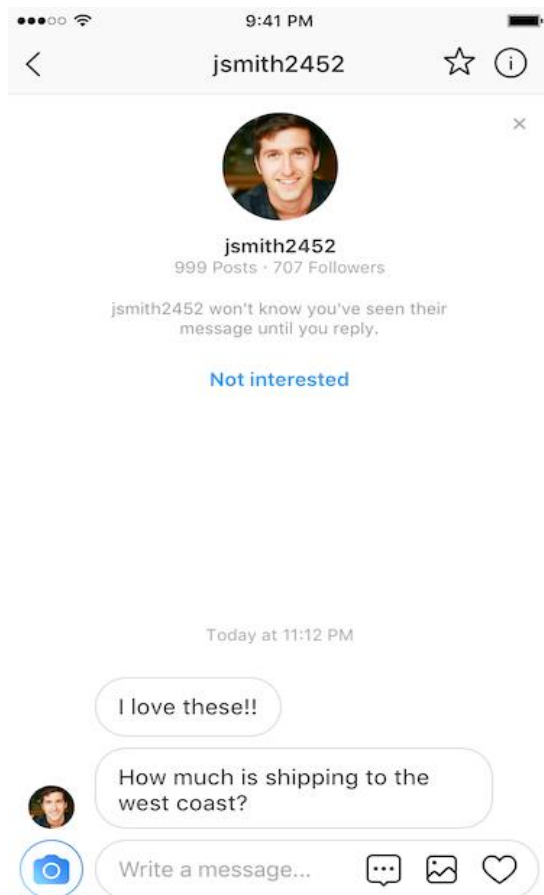 9:41 PM
jsmith2452
jsmith2452
999 Posts · 707 Followers
jsmith2452 won't know you've seen their
message until you reply.
Not interested
Today at 11:12 PM
I love these!!
How much is shipping to the
west coast?
Write a message...